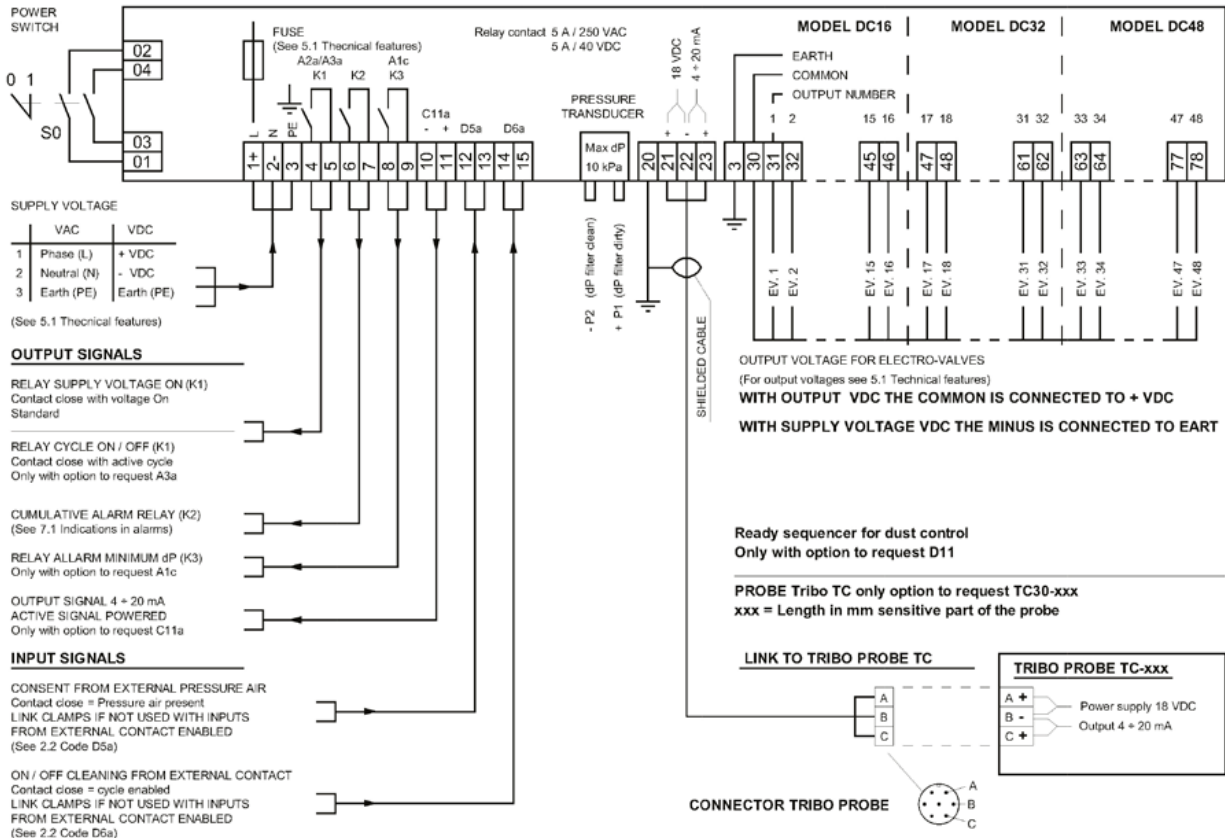 POWER
SWITCH
0 1
S0
02
04
03
01
FUSE
(See 5.1 Thecnical features)
A2a/A3a
K1
K2
A1c
K3
L
N
PE
C11a
- +
D5a
D6a
1+
2-
3
4
5
6
7
8
9
10
11
12
13
14
15
Relay contact 5 A / 250 VAC
5 A / 40 VDC
PRESSURE
TRANSDUCER
Max dP
10 kPa
- P2 (dP filter clean)
+ P1 (dP filter dirty)
18 VDC
4 ÷ 20 mA
+ - +
20
21
22
23
SHIELDED CABLE
MODEL DC16
MODEL DC32
MODEL DC48
EARTH
COMMON
OUTPUT NUMBER
1 2 15 16 17 18 31 32 33 34 47 48
3
30
31
32
45
46
47
48
61
62
63
64
77
78
EV. 1
EV. 2
EV. 15
EV. 16
EV. 17
EV. 18
EV. 31
EV. 32
EV. 33
EV. 34
EV. 47
EV. 48
OUTPUT VOLTAGE FOR ELECTRO-VALVES
(For output voltages see 5.1 Technical features)
WITH OUTPUT VDC THE COMMON IS CONNECTED TO + VDC
WITH SUPPLY VOLTAGE VDC THE MINUS IS CONNECTED TO EART
SUPPLY VOLTAGE
VAC VDC
1 Phase (L) + VDC
2 Neutral (N) - VDC
3 Earth (PE) Earth (PE)
(See 5.1 Thecnical features)
OUTPUT SIGNALS
RELAY SUPPLY VOLTAGE ON (K1)
Contact close with voltage On
Standard
RELAY CYCLE ON / OFF (K1)
Contact close with active cycle
Only with option to request A3a
CUMULATIVE ALARM RELAY (K2)
(See 7.1 Indications in alarms)
RELAY ALLARM MINIMUM dP (K3)
Only with option to request A1c
OUTPUT SIGNAL 4 ÷ 20 mA
ACTIVE SIGNAL POWERED
Only with option to request C11a
INPUT SIGNALS
CONSENT FROM EXTERNAL PRESSURE AIR
Contact close = Pressure air present
LINK CLAMPS IF NOT USED WITH INPUTS
FROM EXTERNAL CONTACT ENABLED
(See 2.2 Code D5a)
ON / OFF CLEANING FROM EXTERNAL CONTACT
Contact close = cycle enabled
LINK CLAMPS IF NOT USED WITH INPUTS
FROM EXTERNAL CONTACT ENABLED
(See 2.2 Code D6a)
Ready sequencer for dust control
Only with option to request D11
PROBE Tribo TC only option to request TC30-xxx
xxx = Length in mm sensitive part of the probe
LINK TO TRIBO PROBE TC
A
B
C
TRIBO PROBE TC-xxx
A +
B -
C +
Power supply 18 VDC
Output 4 ÷ 20 mA
CONNECTOR TRIBO PROBE
A
B
C